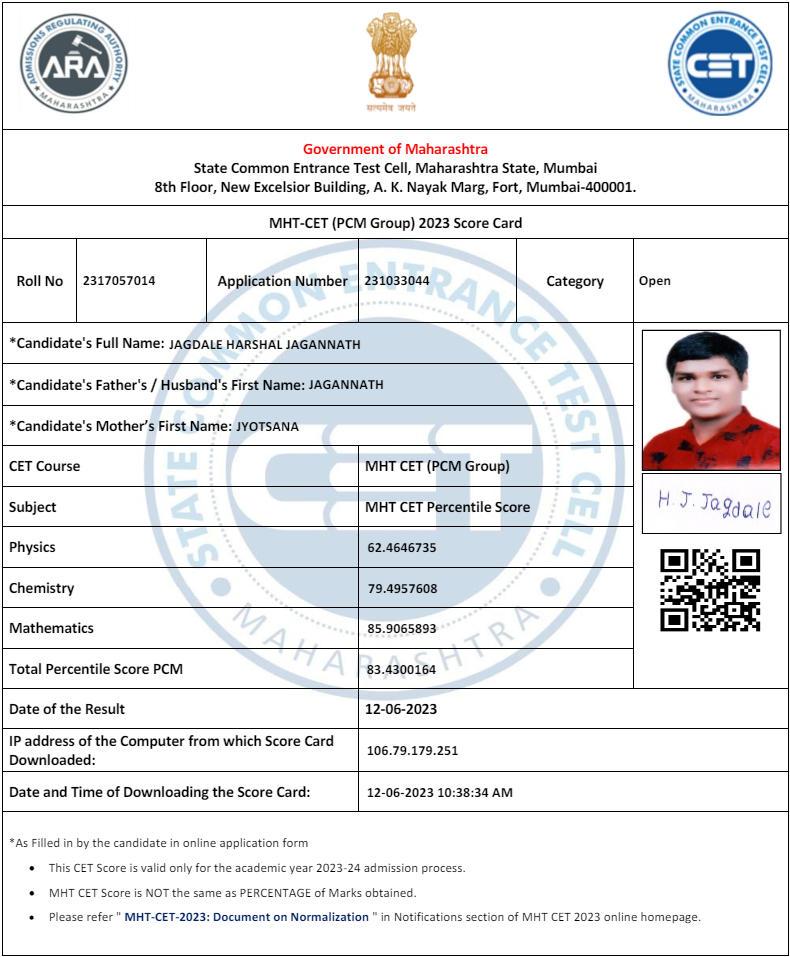 ADMISSIONS REGULATING AUTHORITY
ARA
MAHARASHTRA
सत्यमेव जयते
STATE COMMON ENTRANCE TEST CELL
CET
MAHARASHTRA
Government of Maharashtra
State Common Entrance Test Cell, Maharashtra State, Mumbai
8th Floor, New Excelsior Building, A. K. Nayak Marg, Fort, Mumbai-400001.
MHT-CET (PCM Group) 2023 Score Card
Roll No 2317057014 Application Number 231033044 Category Open
*Candidate's Full Name: JAGDALE HARSHAL JAGANNATH
*Candidate's Father's / Husband's First Name: JAGANNATH
*Candidate's Mother’s First Name: JYOTSANA
CET Course MHT CET (PCM Group)
H. J. Jagdale
Subject MHT CET Percentile Score
Physics 62.4646735
Chemistry 79.4957608
Mathematics 85.9065893
Total Percentile Score PCM 83.4300164
STATE COMMON ENTRANCE TEST CELL
CET
MAHARASHTRA
Date of the Result 12-06-2023
IP address of the Computer from which Score Card
Downloaded: 106.79.179.251
Date and Time of Downloading the Score Card: 12-06-2023 10:38:34 AM
*As Filled in by the candidate in online application form
• This CET Score is valid only for the academic year 2023-24 admission process.
• MHT CET Score is NOT the same as PERCENTAGE of Marks obtained.
• Please refer " MHT-CET-2023: Document on Normalization " in Notifications section of MHT CET 2023 online homepage.